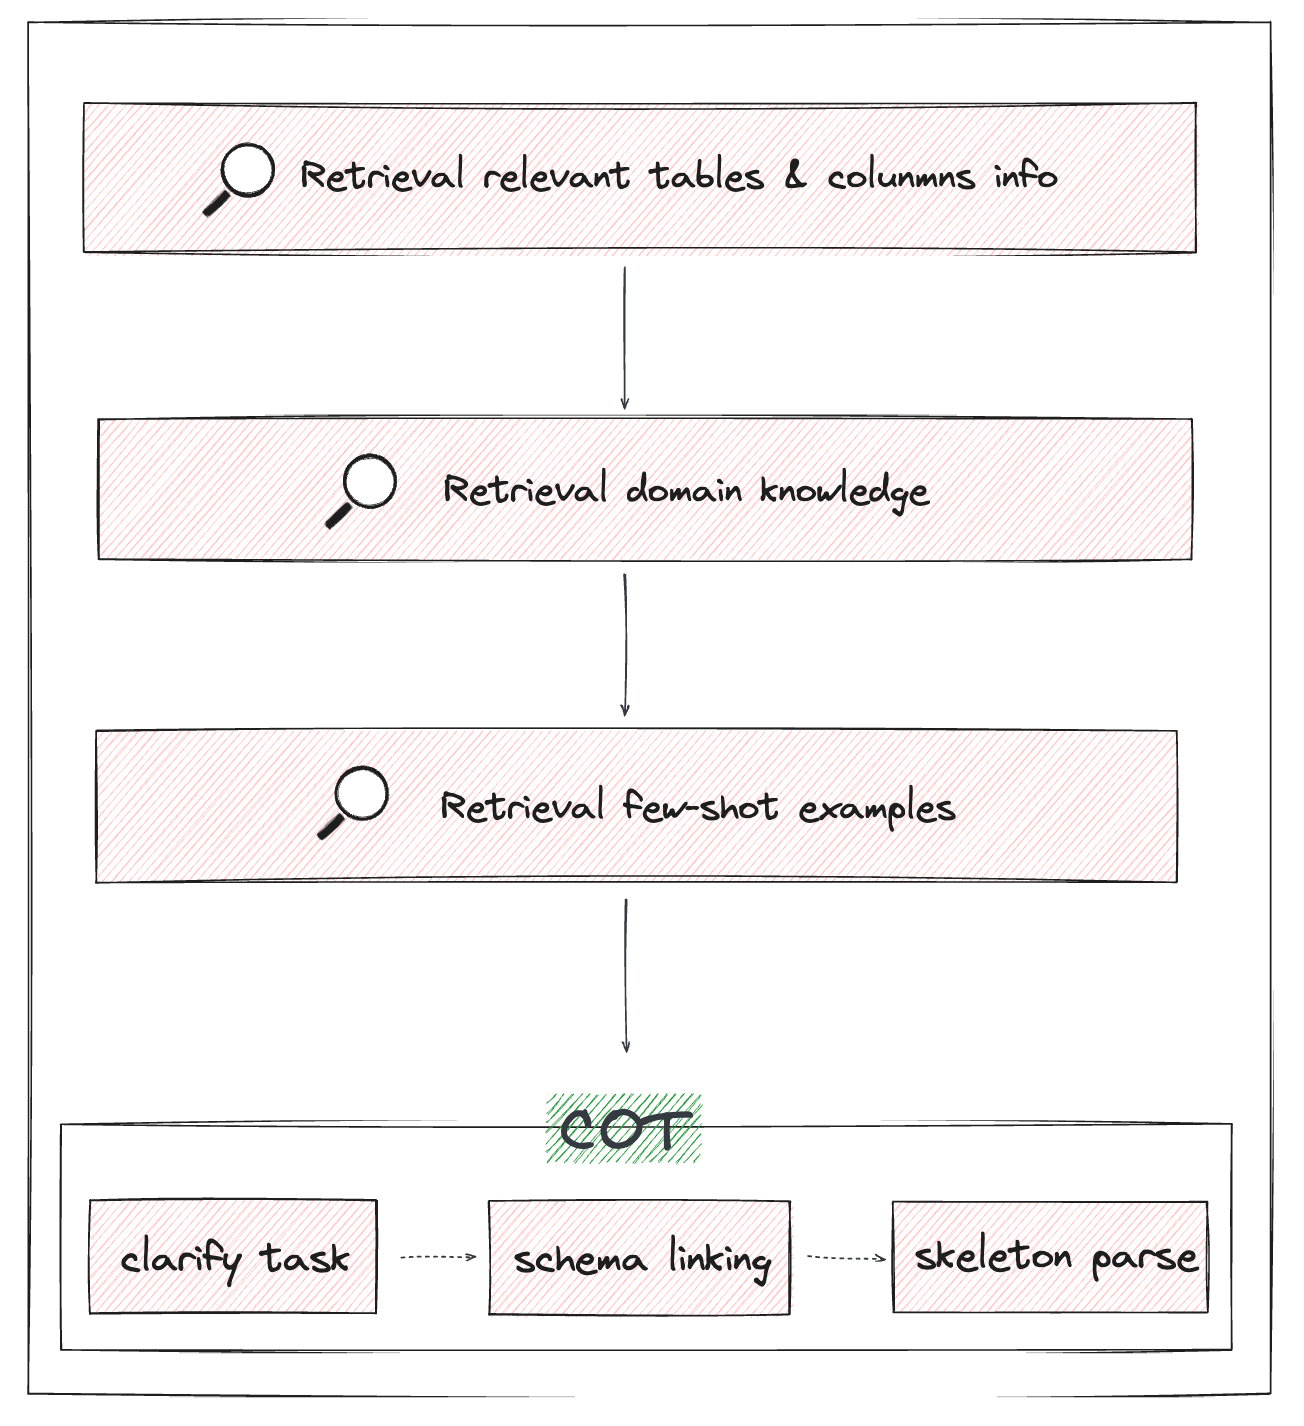 Retrieval relevant tables & colunmns info
Retrieval domain knowledge
Retrieval few-shot examples
COT
clarify task
schema linking
skeleton parse